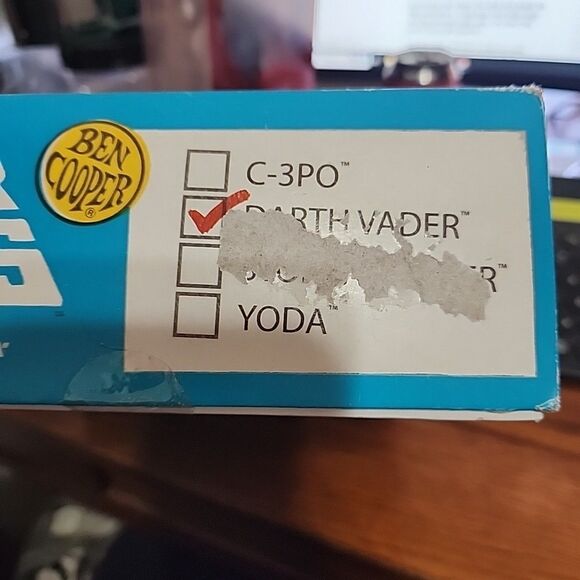 BEN
COOPER®
C-3PO™
DARTH VADER™
YODA™